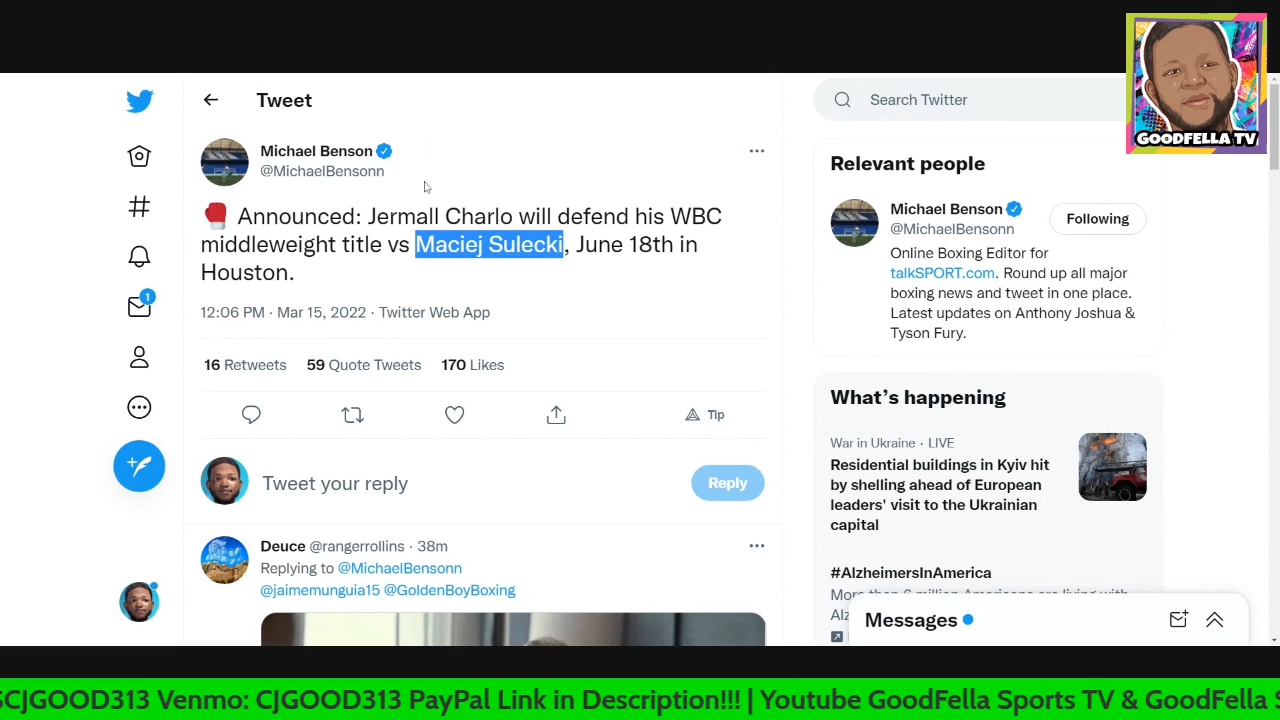 GOODFELLA TV
Tweet
Search Twitter
Michael Benson
@MichaelBensonn
Announced: Jermall Charlo will defend his WBC
middleweight title vs Maciej Sulecki, June 18th in
Houston.
12:06 PM · Mar 15, 2022 · Twitter Web App
16 Retweets 59 Quote Tweets 170 Likes
Tip
Tweet your reply
Reply
Deuce @rangerrollins · 38m
Replying to @MichaelBensonn
@jaimemunguia15 @GoldenBoyBoxing
Relevant people
Michael Benson
@MichaelBensonn
Following
Online Boxing Editor for
talkSPORT.com. Round up all major
boxing news and tweet in one place.
Latest updates on Anthony Joshua &
Tyson Fury.
What's happening
War in Ukraine · LIVE
Residential buildings in Kyiv hit
by shelling ahead of European
leaders' visit to the Ukrainian
capital
#AlzheimersInAmerica
More than 6 million Americans are living with
Messages
1
SCJGOOD313 Venmo: CJGOOD313 PayPal Link in Description!!! | Youtube GoodFella Sports TV & GoodFella S